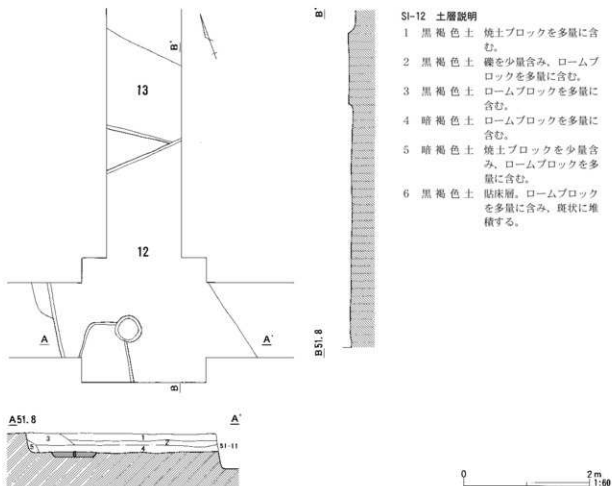 B'
13
B'
SI-12 土層説明
1 黒褐色土 焼土ブロックを多量に含
む。
2 黒褐色土 礫を少量含み、ロームブ
ロックを多量に含む。
3 黒褐色土 ロームブロックを多量に
含む。
4 暗褐色土 ロームブロックを多量に
含む。
5 暗褐色土 焼土ブロックを少量含
み、ロームブロックを多
量に含む。
6 黒褐色土 貼床層。ロームブロック
を多量に含み、斑状に堆
積する。
12
A
A'
B
B51.8
A51.8
A'
3
1
2
SI-11
5
4
6
0
2m
1:60